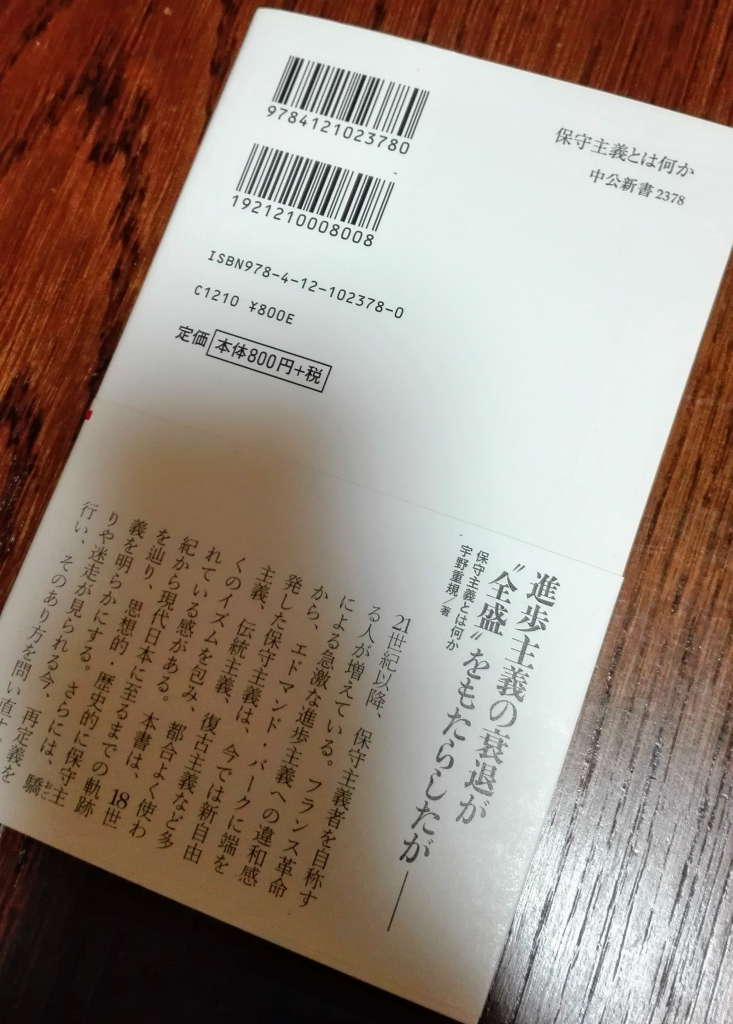 9784121023780
1921210008008
ISBN978-4-12-102378-0
C1210 ¥800E
定価 本体800円+税
保守主義とは何か
中公新書 2378
進歩主義の衰退が
〝全盛〟をもたらしたが——
保守主義とは何か
宇野重規/著
21世紀以降、保守主義者を自称す
る人が増えている。フランス革命
による急激な進歩主義への違和感
から、エドマンド・バークに端を
発した保守主義は、今では新自由
主義、伝統主義、復古主義など多
くのイズムを包み、都合よく使わ
れている感がある。本書は、18世
紀から現代日本に至るまでの軌跡
を辿り、思想的・歴史的に保守主
義を明らかにする。さらには、驕
おご
りや迷走が見られる今、再定義を
行い、そのあり方を問い直す。